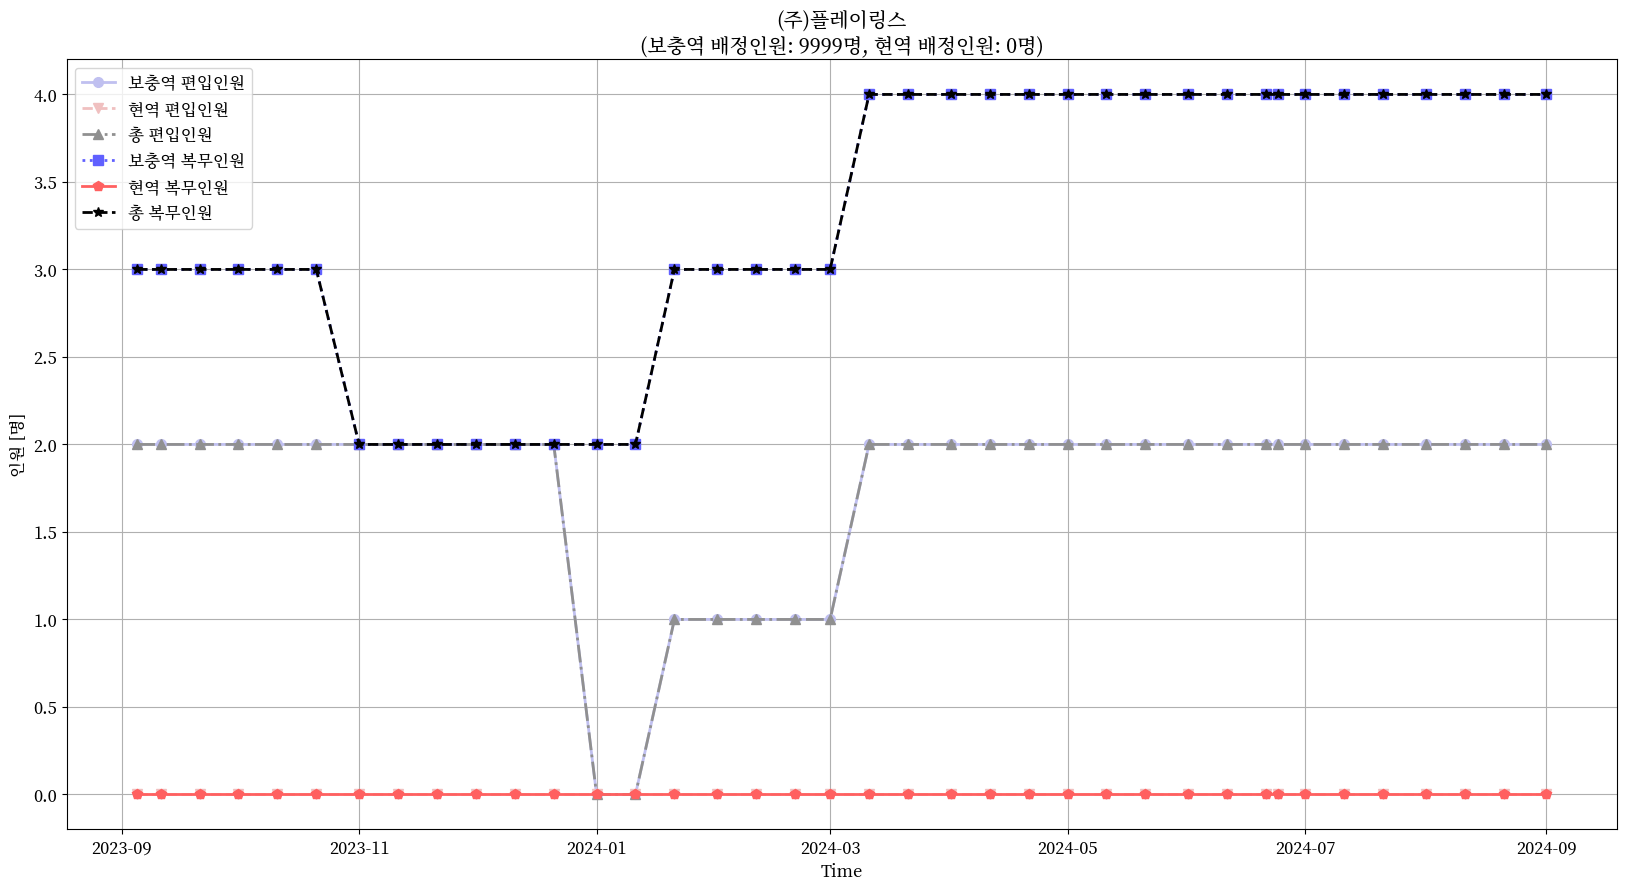 (주)플레이링스
(보충역 배정인원: 9999명, 현역 배정인원: 0명)
보충역 편입인원
현역 편입인원
총 편입인원
보충역 복무인원
현역 복무인원
총 복무인원
4.0
3.5
3.0
2.5
2.0
1.5
1.0
0.5
0.0
인원 [명]
2023-09 2023-11 2024-01 2024-03 2024-05 2024-07 2024-09
Time